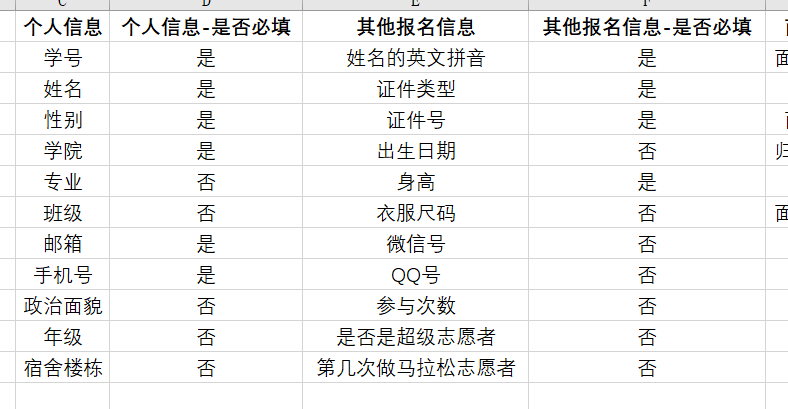 C D E F
个人信息 个人信息-是否必填 其他报名信息 其他报名信息-是否必填
学号 是 姓名的英文拼音 是 面
姓名 是 证件类型 是
性别 是 证件号 是
学院 是 出生日期 否 归
专业 否 身高 是
班级 否 衣服尺码 否 面
邮箱 是 微信号 否
手机号 是 QQ号 否
政治面貌 否 参与次数 否
年级 否 是否是超级志愿者 否
宿舍楼栋 否 第几次做马拉松志愿者 否